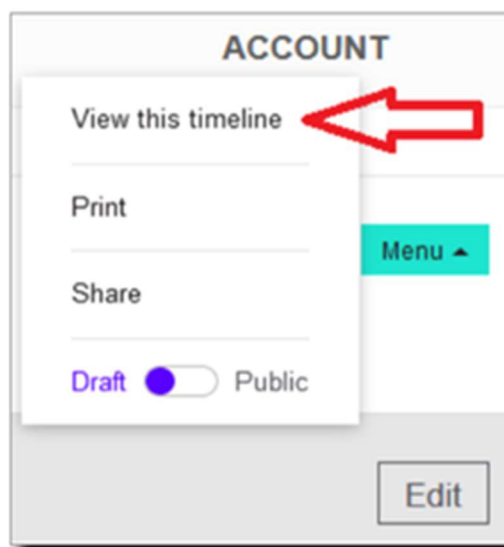 ACCOUNT
View this timeline
Print
Menu
Share
Draft Public
Edit